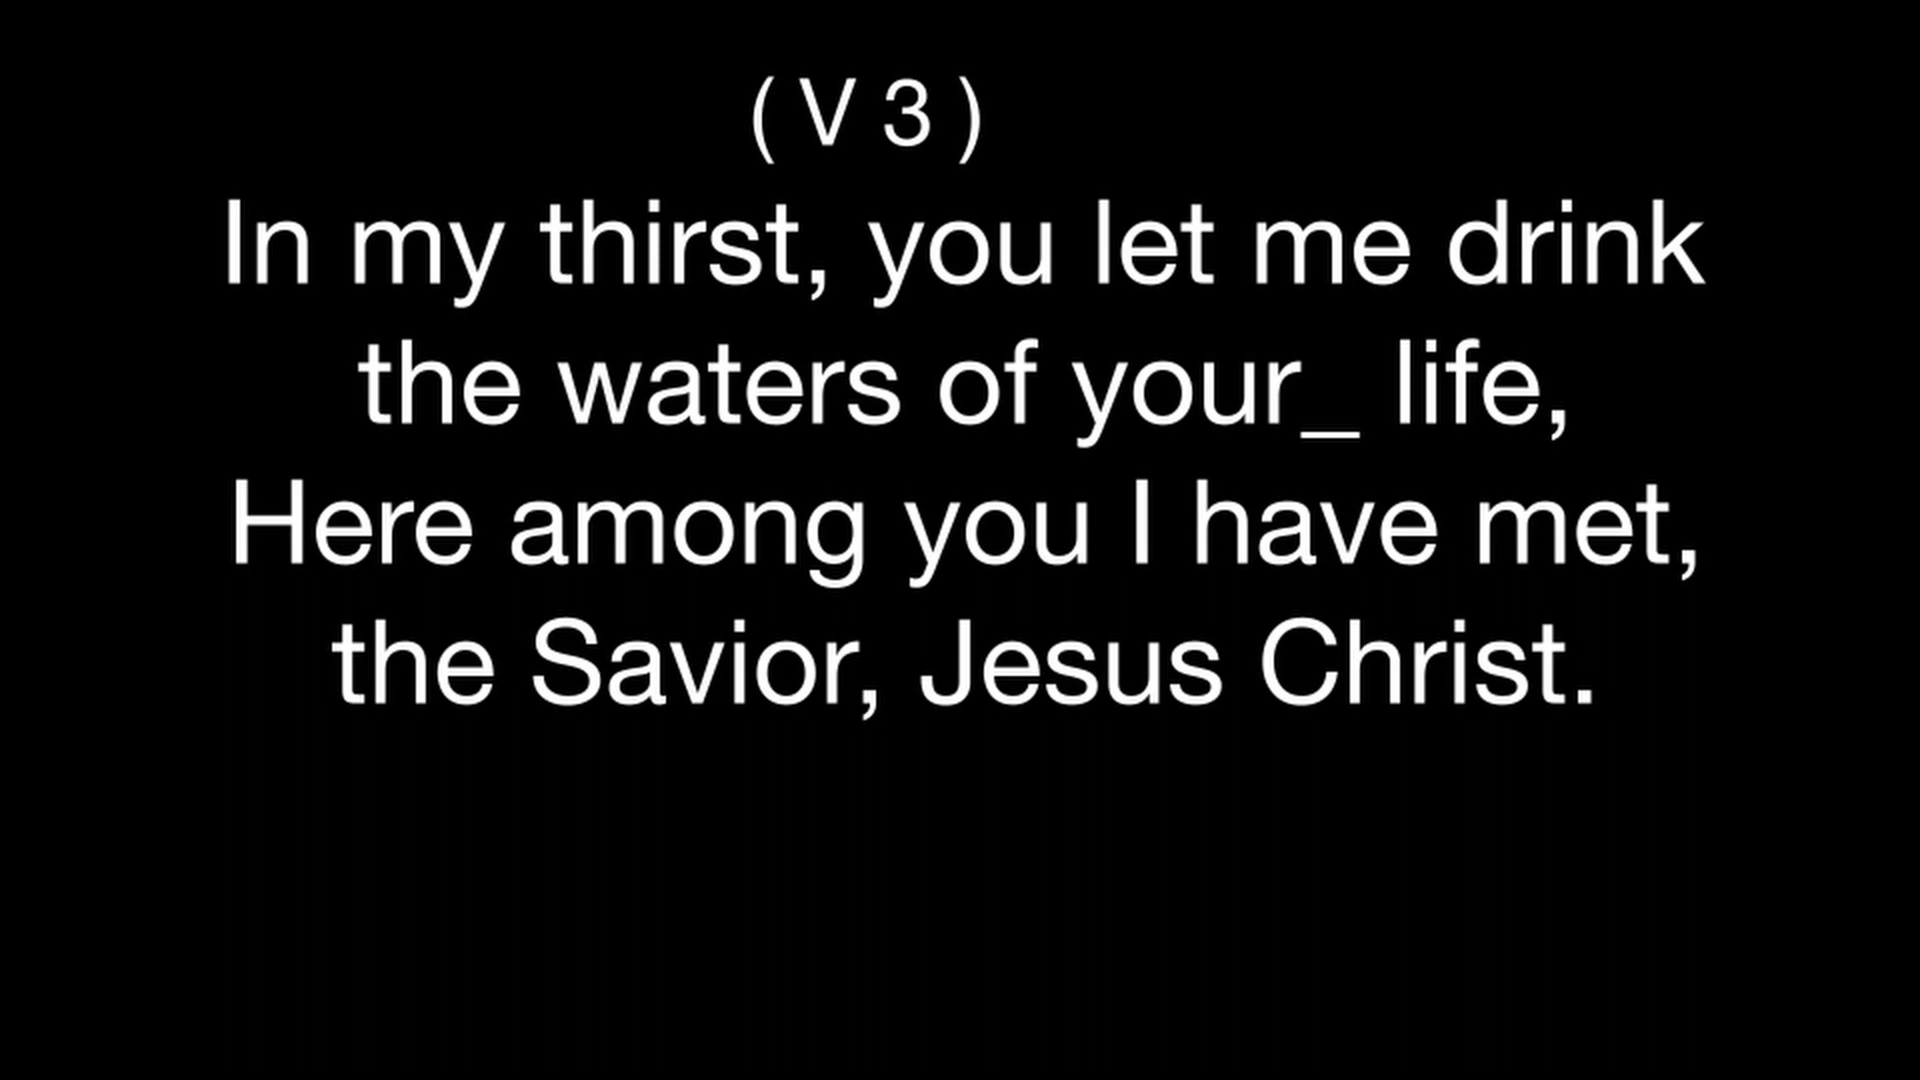 ( V 3 )
In my thirst, you let me drink
the waters of your_ life,
Here among you I have met,
the Savior, Jesus Christ.